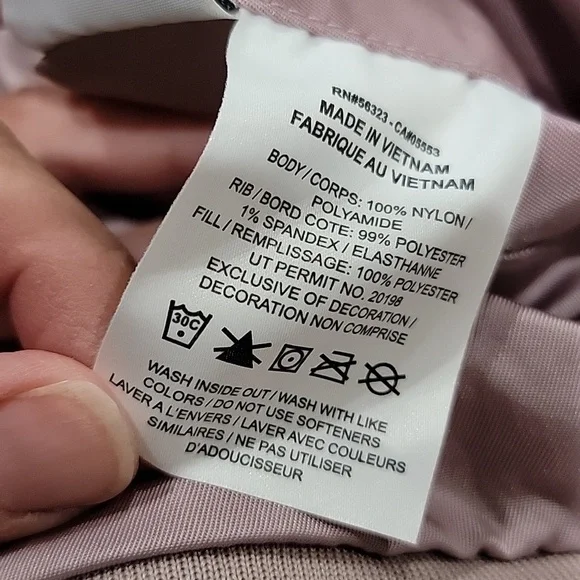 RN#56323 - CA#05553
MADE IN VIETNAM
FABRIQUE AU VIETNAM
BODY/CORPS: 100% NYLON/
POLYAMIDE
RIB/BORD COTE: 99% POLYESTER
1% SPANDEX/ELASTHANNE
FILL/REMPLISSAGE: 100% POLYESTER
UT PERMIT NO. 20198
EXCLUSIVE OF DECORATION/
DECORATION NON COMPRISE
30C
WASH INSIDE OUT/WASH WITH LIKE
COLORS/DO NOT USE SOFTENERS
LAVER A L'ENVERS/LAVER AVEC COULEURS
SIMILAIRES/NE PAS UTILISER
D'ADOUCISSEUR